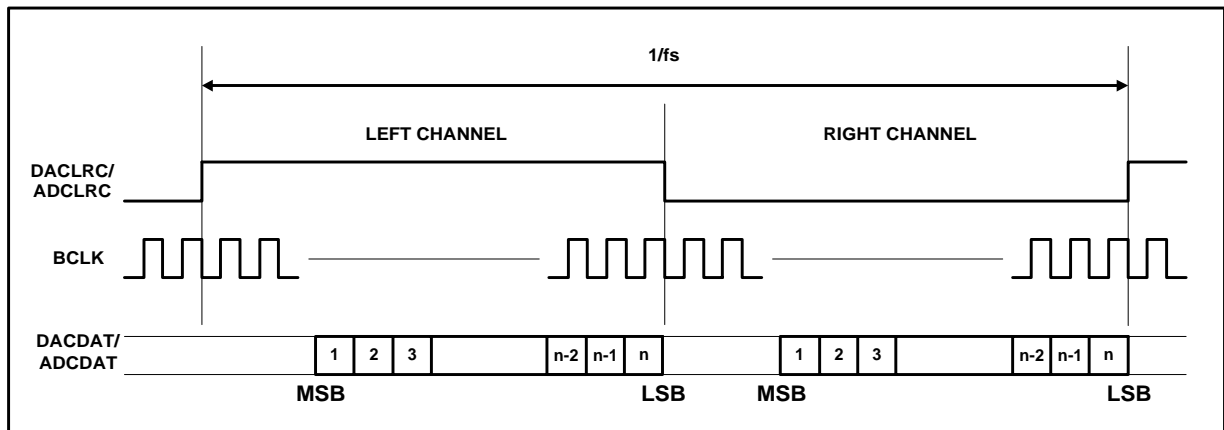 1/fs
LEFT CHANNEL
RIGHT CHANNEL
DACLRC/
ADCLRC
BCLK
DACDAT/
ADCDAT
1 2 3 n-2 n-1 n 1 2 3 n-2 n-1 n
MSB LSB MSB LSB